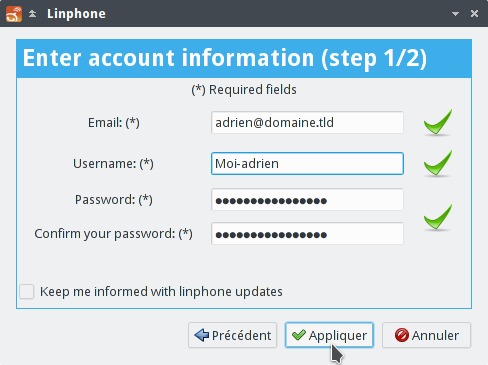 Linphone
Enter account information (step 1/2)
(*) Required fields
Email: (*) adrien@domaine.tld
Username: (*) Moi-adrien
Password: (*) ●●●●●●●●●●●●●●●●
Confirm your password: (*) ●●●●●●●●●●●●●●●●
Keep me informed with linphone updates
Précédent Appliquer Annuler